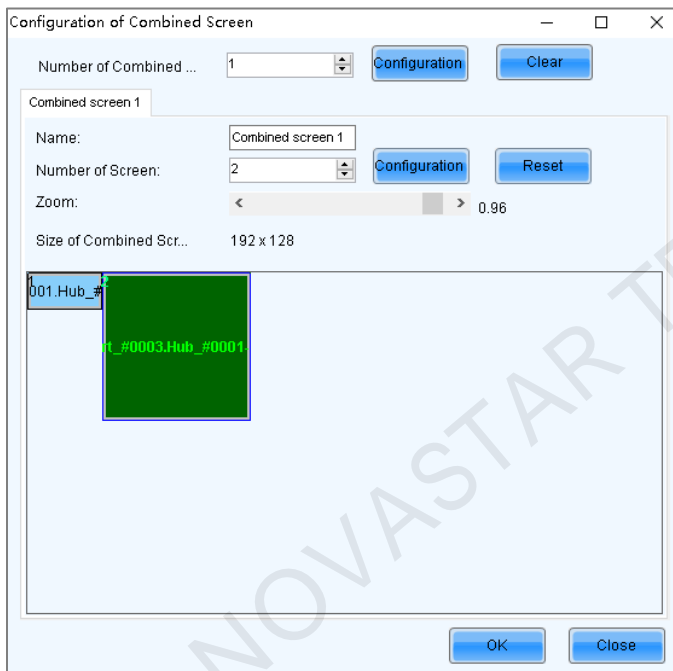 Configuration of Combined Screen
Number of Combined ...
1
Configuration
Clear
Combined screen 1
Name:
Combined screen 1
Number of Screen:
2
Configuration
Reset
Zoom:
0.96
Size of Combined Scr...
192 x 128
1
001.Hub_#
2
rt_#0003.Hub_#0001-
NOVASTAR T
OK
Close